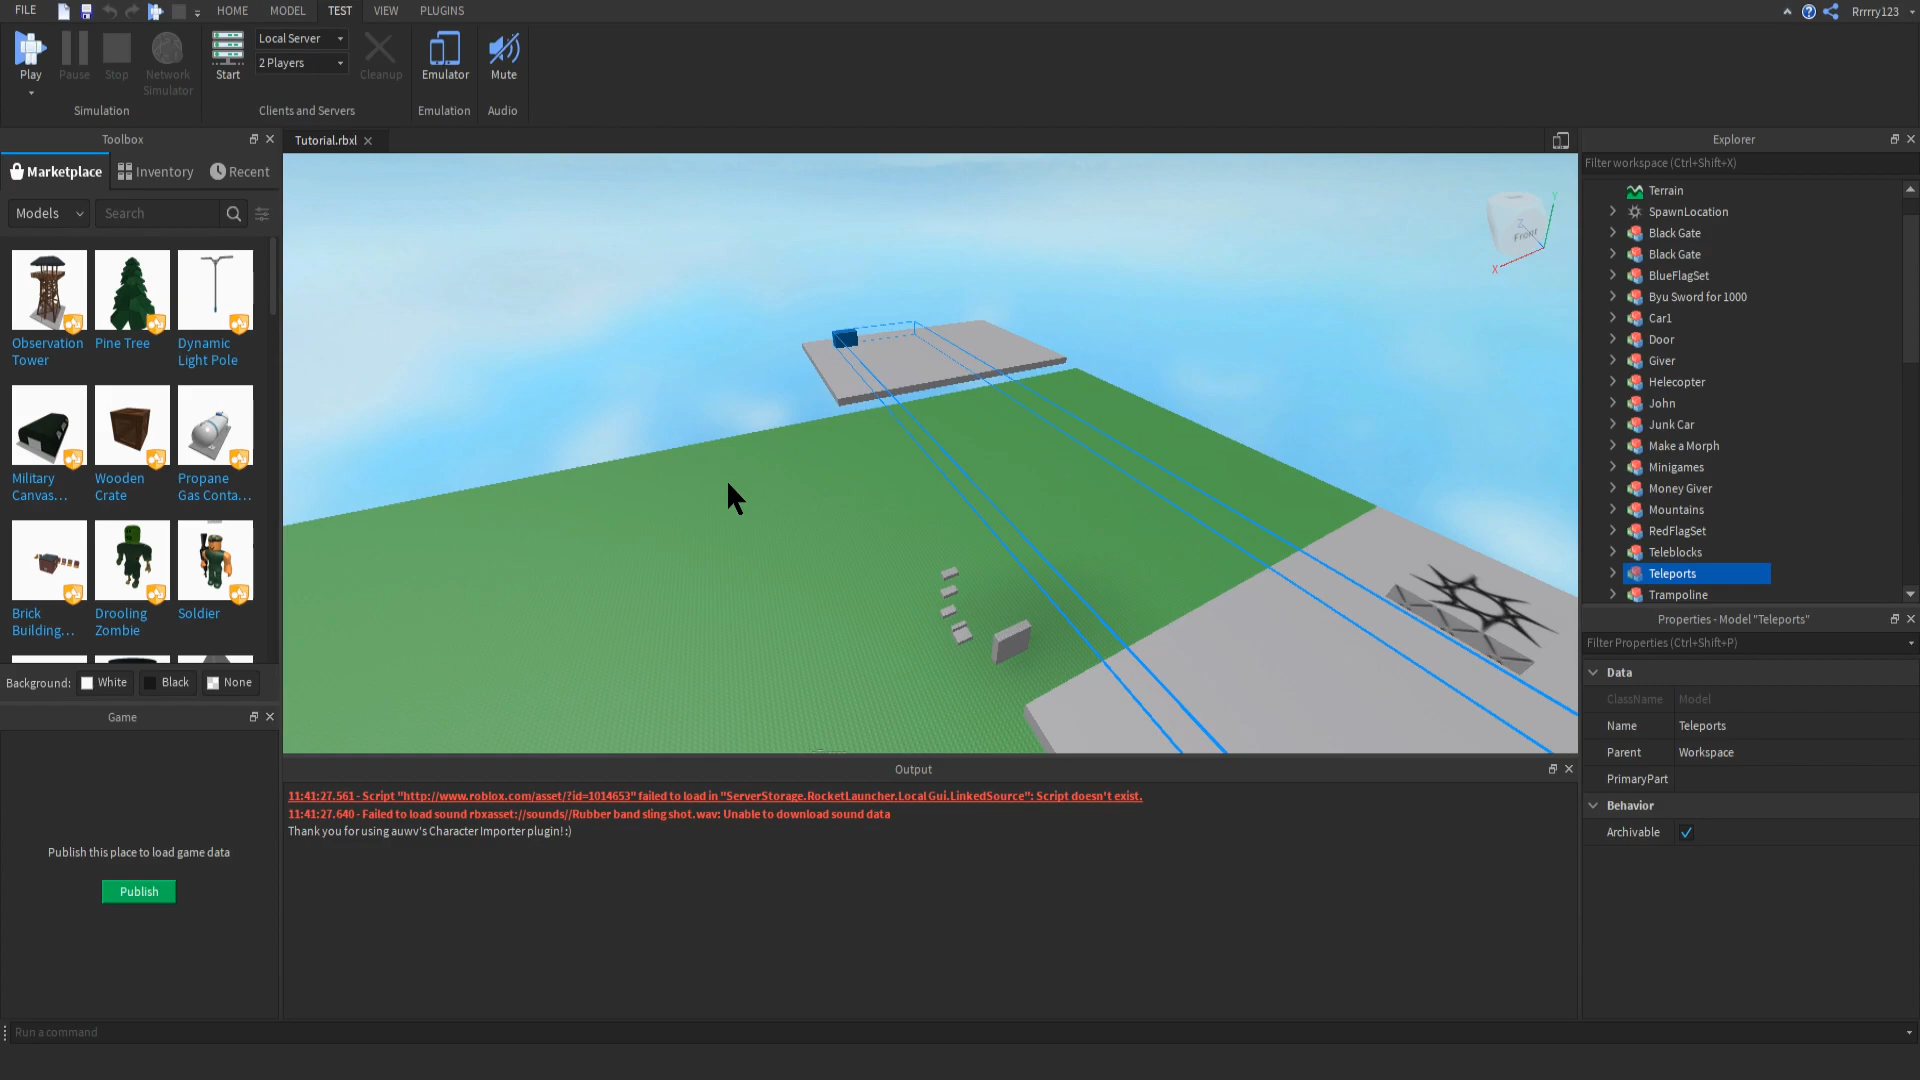 FILE
HOME
MODEL
TEST
VIEW
PLUGINS
Rrrrry123
Play
Pause
Stop
Network
Simulator
Start
Local Server
2 Players
Cleanup
Emulator
Mute
Simulation
Clients and Servers
Emulation
Audio
Toolbox
Marketplace
Inventory
Recent
Models
Search
Observation
Tower
Pine Tree
Dynamic
Light Pole
Military
Canvas...
Wooden
Crate
Propane
Gas Conta...
Brick
Building...
Drooling
Zombie
Soldier
Background:
White
Black
None
Game
Publish this place to load game data
Publish
Tutorial.rbxl
Y
Z
Front
X
Output
11:41:27.561 - Script "http://www.roblox.com/asset/?id=1014653" failed to load in "ServerStorage.RocketLauncher.Local Gui.LinkedSource": Script doesn't exist.
11:41:27.640 - Failed to load sound rbxasset://sounds//Rubber band sling shot.wav: Unable to download sound data
Thank you for using auwv's Character Importer plugin! :)
Explorer
Filter workspace (Ctrl+Shift+X)
Terrain
SpawnLocation
Black Gate
Black Gate
BlueFlagSet
Byu Sword for 1000
Car1
Door
Giver
Helecopter
John
Junk Car
Make a Morph
Minigames
Money Giver
Mountains
RedFlagSet
Teleblocks
Teleports
Trampoline
Properties - Model "Teleports"
Filter Properties (Ctrl+Shift+P)
Data
ClassName Model
Name Teleports
Parent Workspace
PrimaryPart
Behavior
Archivable
Run a command